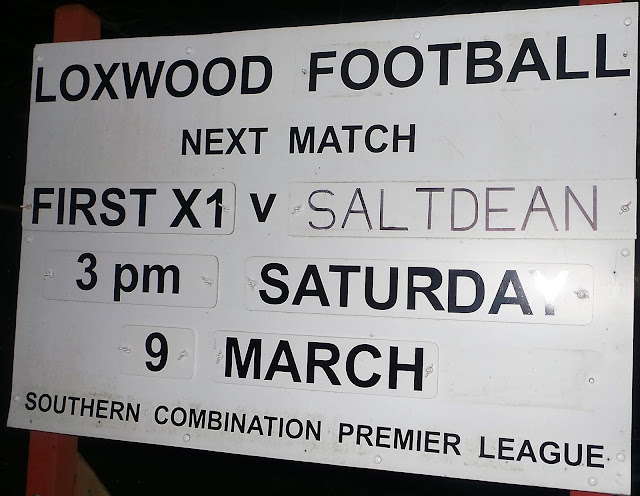 LOXWOOD FOOTBALL
NEXT MATCH
FIRST X1 v SALTDEAN
3 pm SATURDAY
9 MARCH
SOUTHERN COMBINATION PREMIER LEAGUE